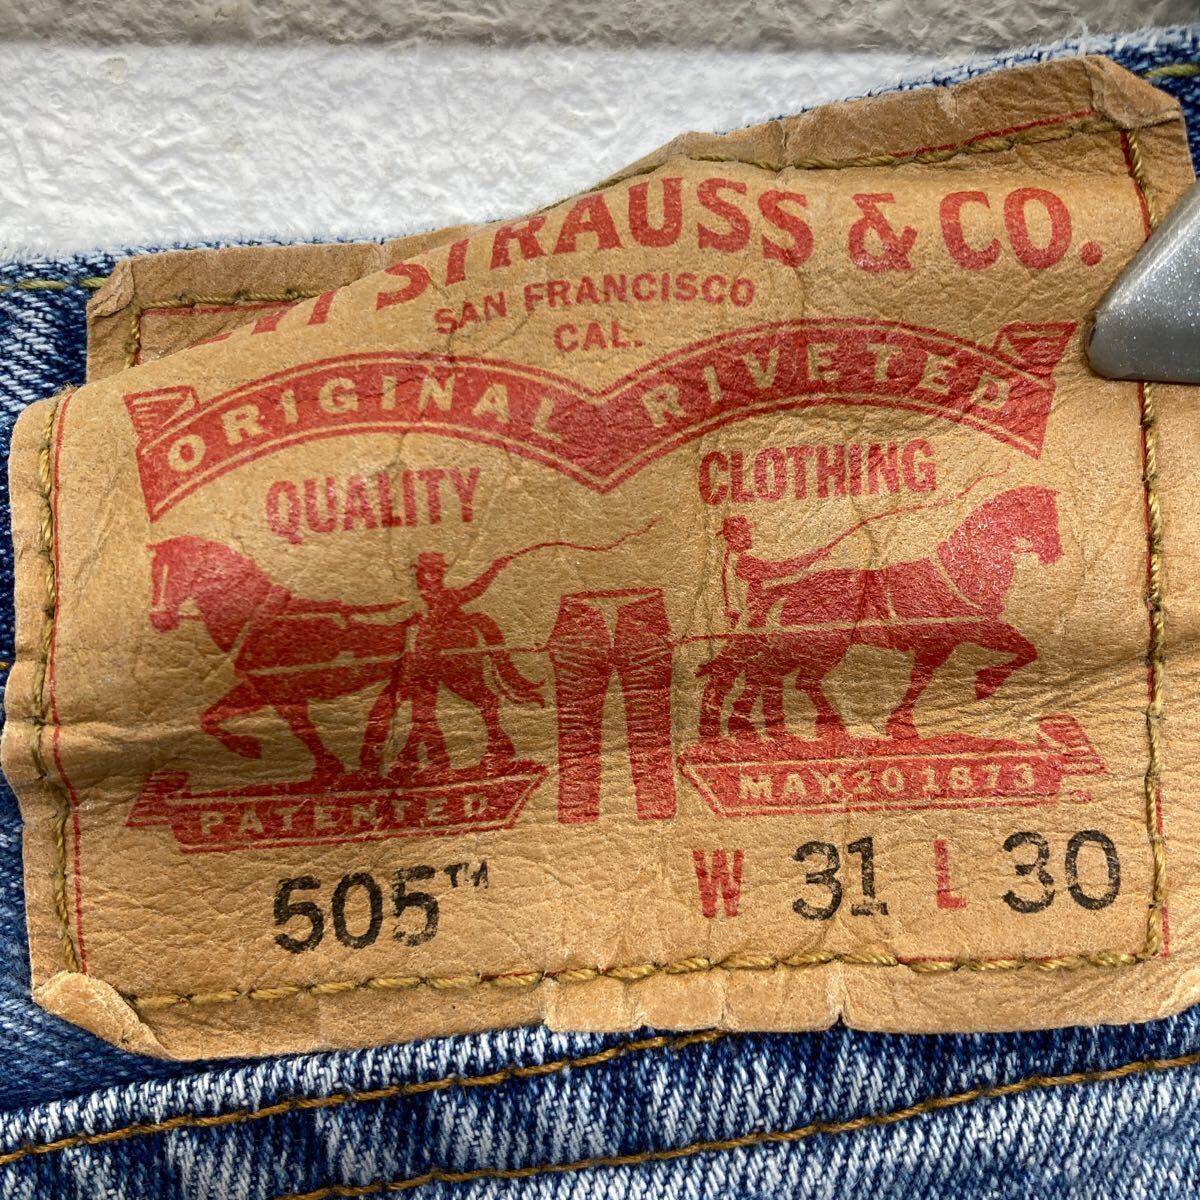 STRAUSS & CO.
SAN FRANCISCO
CAL.
ORIGINAL RIVETED
QUALITY CLOTHING
PATENTED MAY 20 1873
505™ W 31 L 30